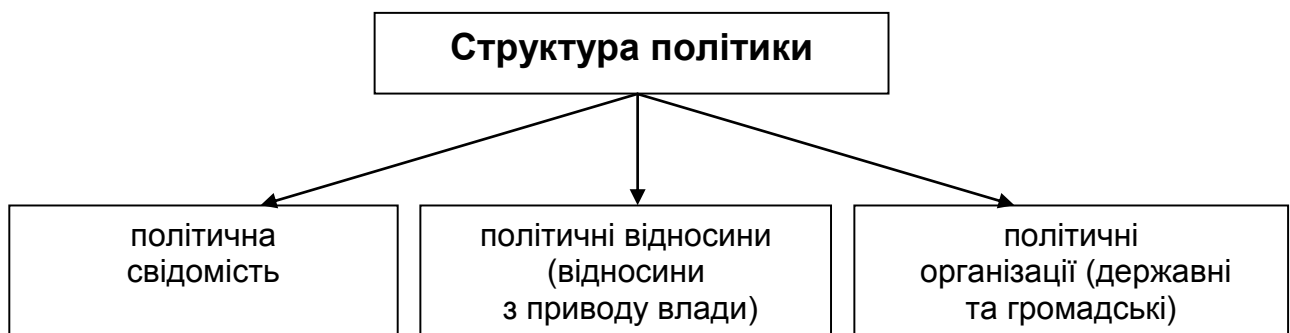 Структура політики
політична
свідомість
політичні відносини
(відносини
з приводу влади)
політичні
організації (державні
та громадські)